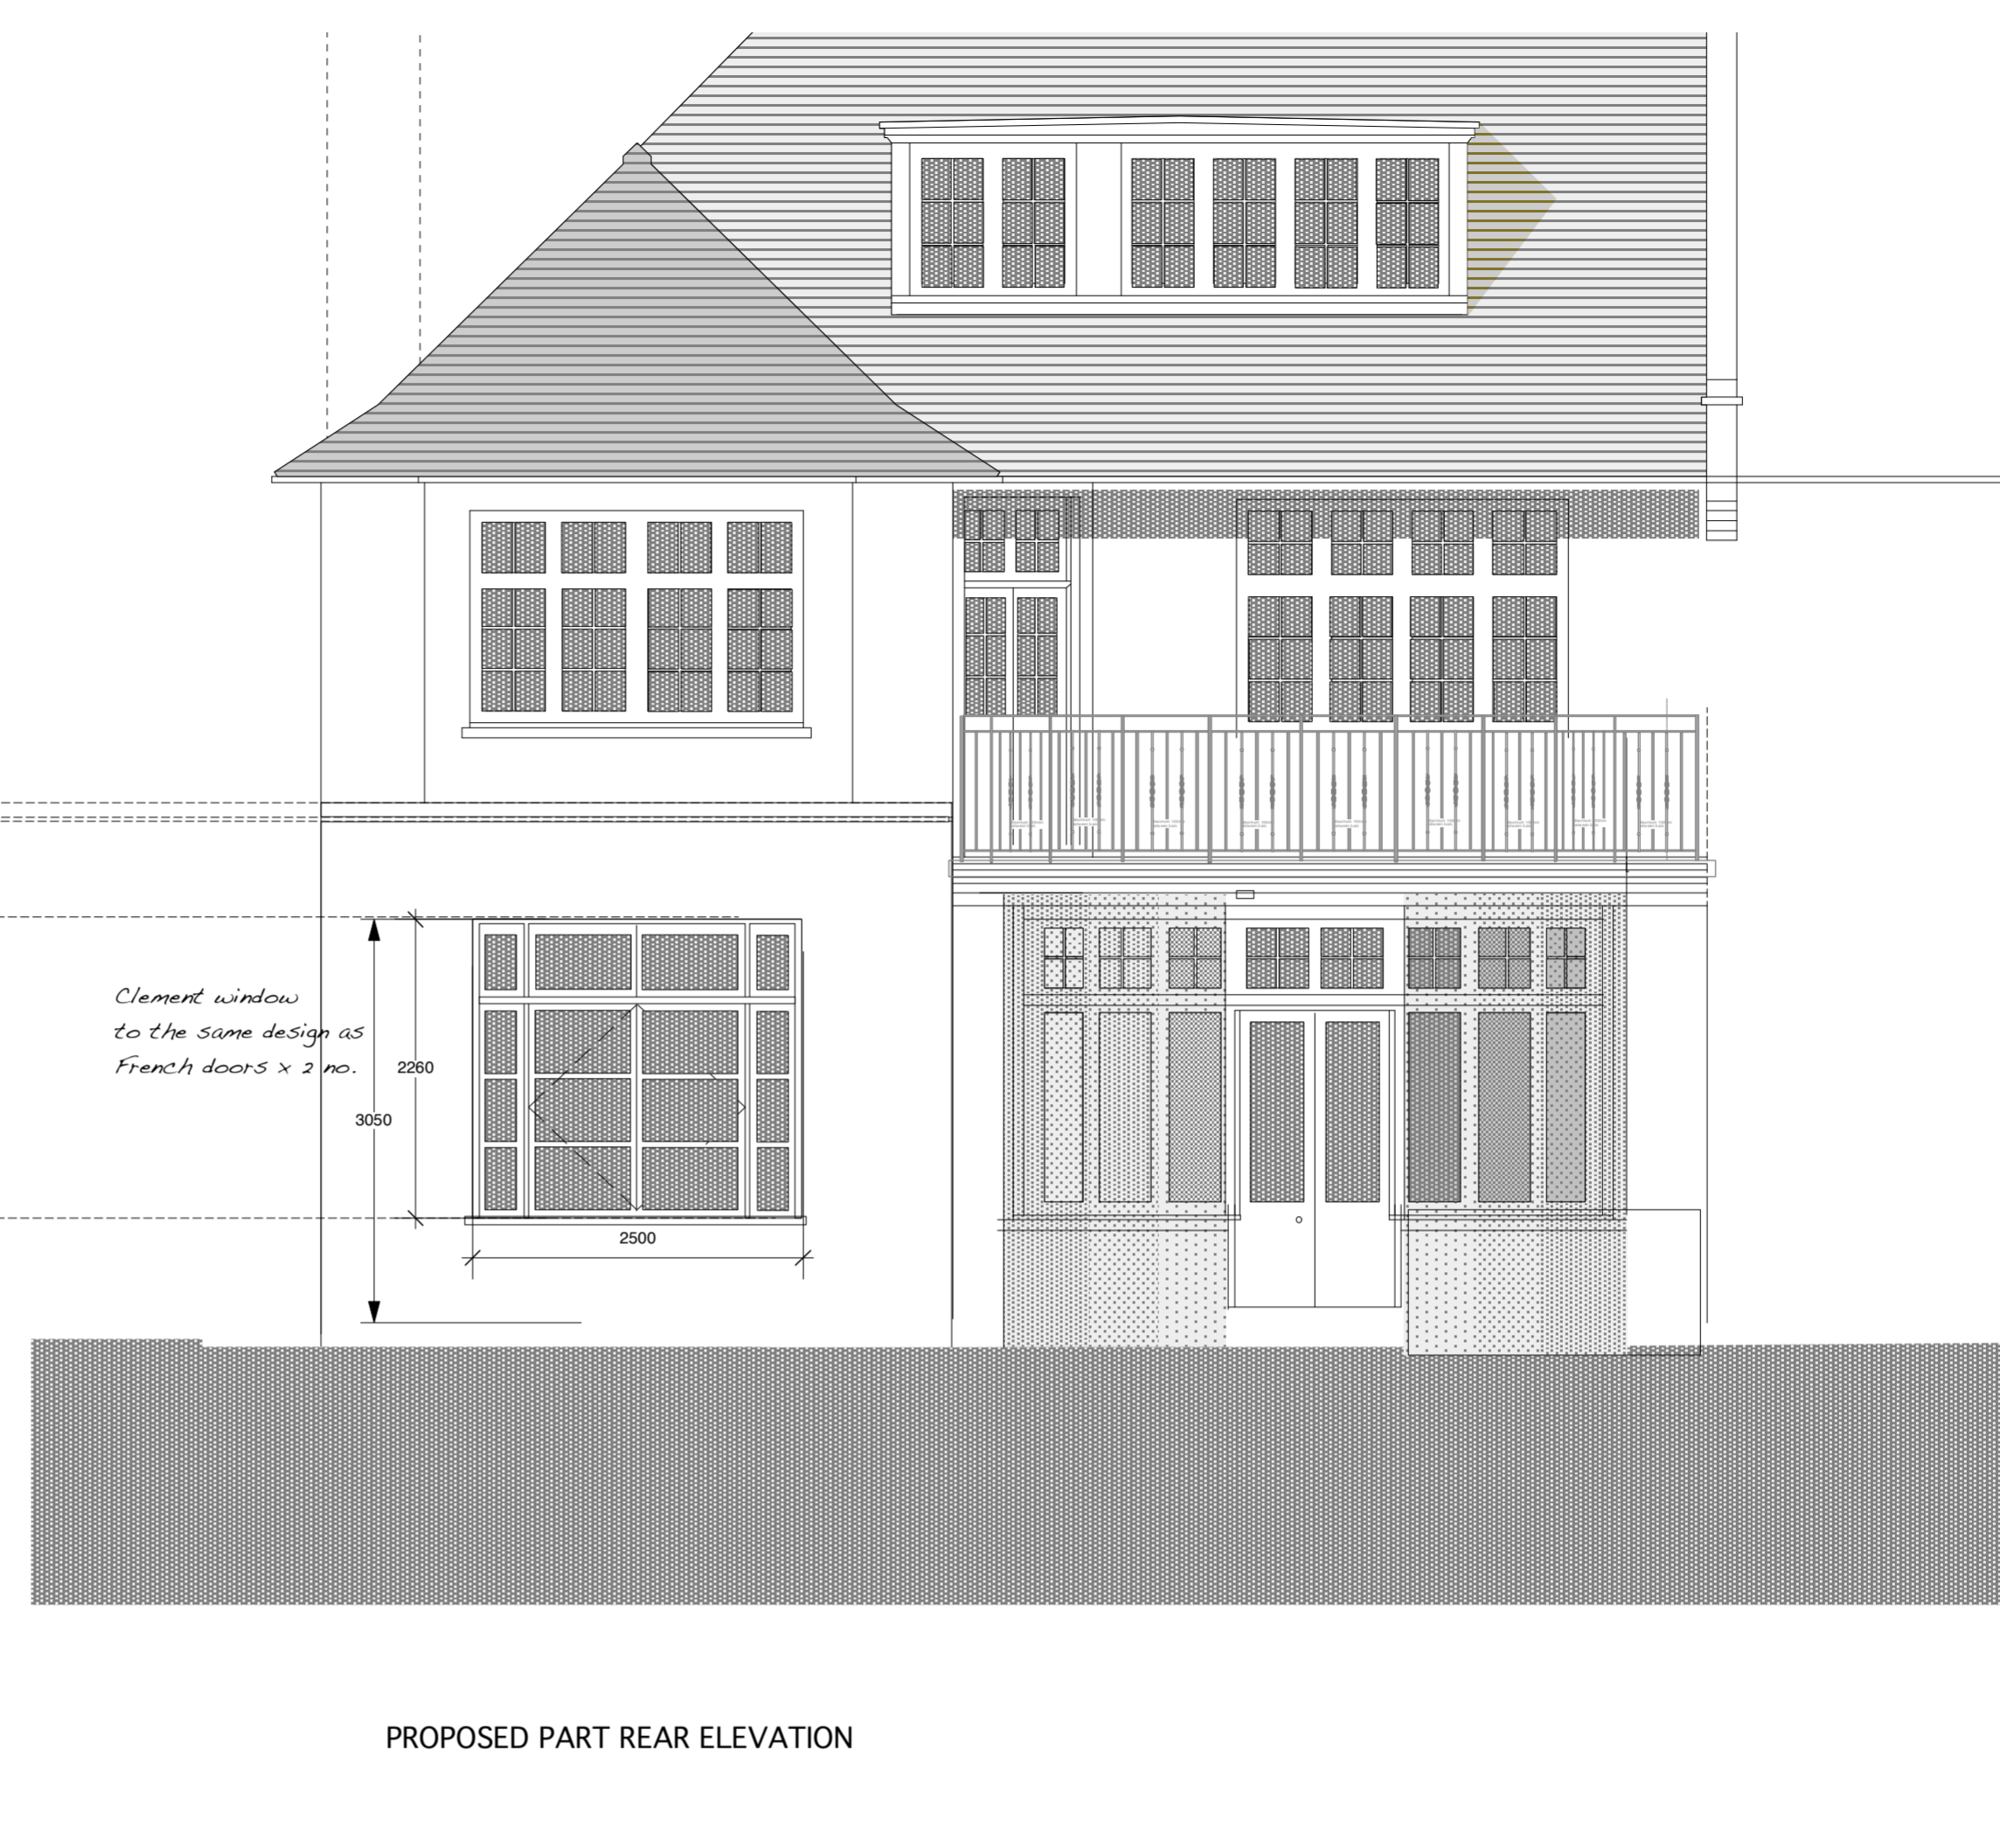 Clement window
to the same design as
French doors x 2 no.
2260
3050
2500
PROPOSED PART REAR ELEVATION